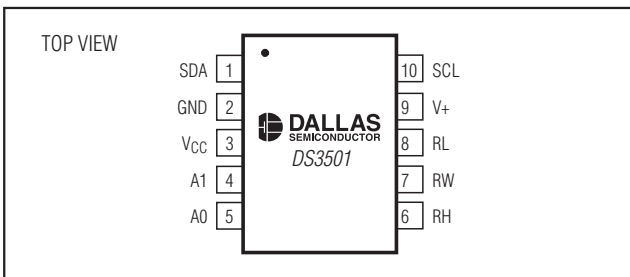 TOP VIEW
SDA 1
GND 2
VCC 3
A1 4
A0 5
DALLAS
SEMICONDUCTOR
DS3501
10 SCL
9 V+
8 RL
7 RW
6 RH